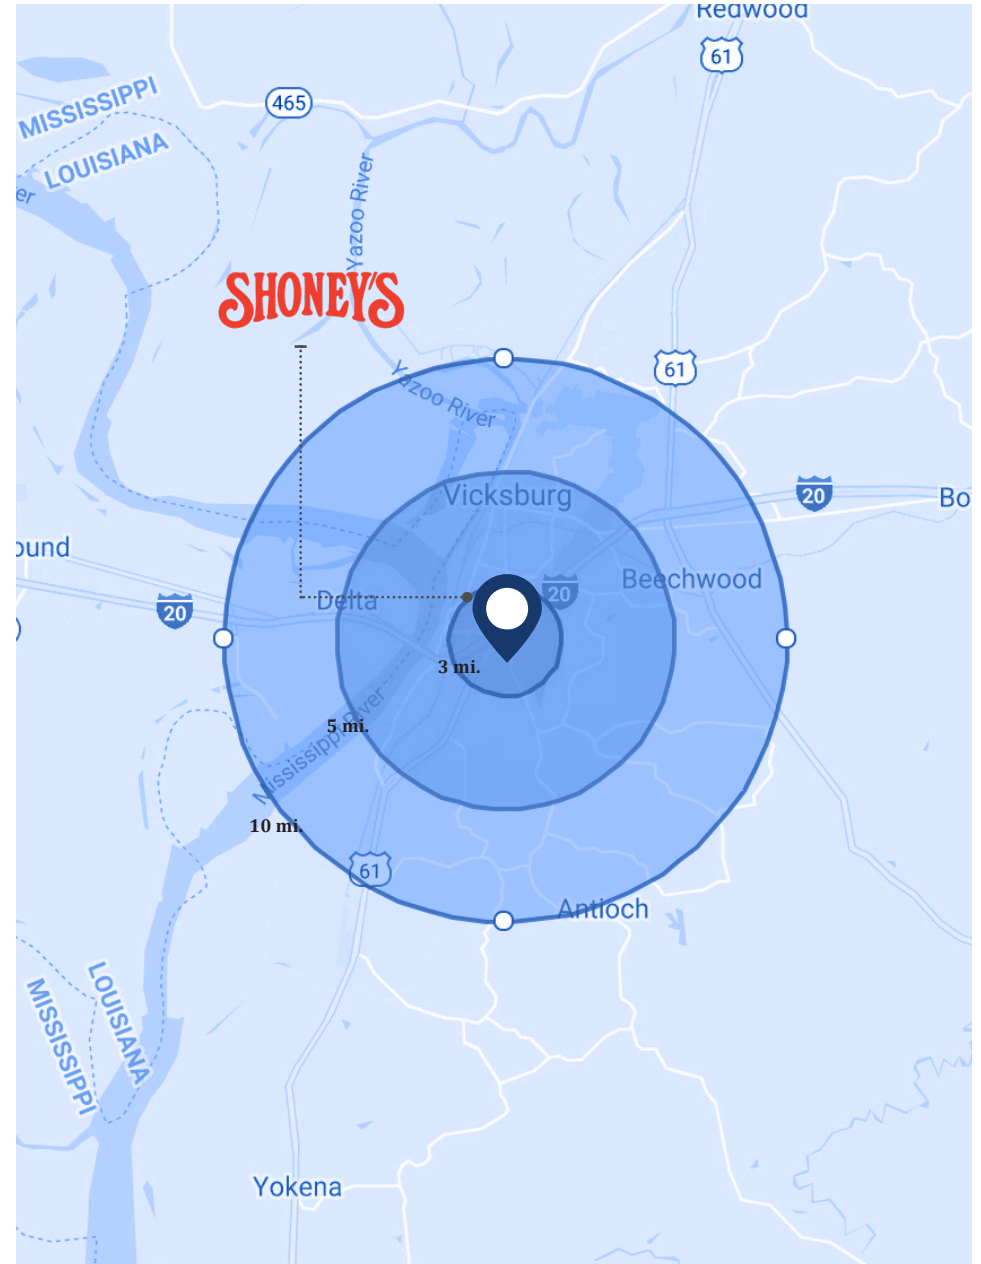 Redwood
61
MISSISSIPPI
465
LOUISIANA
Yazoo River
er
SHONEY'S
61
Yazoo River
Vicksburg
20
Bo
ound
Beechwood
20
Delta
20
3 mi.
5 mi.
Mississippi River
10 mi.
61
Antioch
LOUISIANA
MISSISSIPPI
Yokena